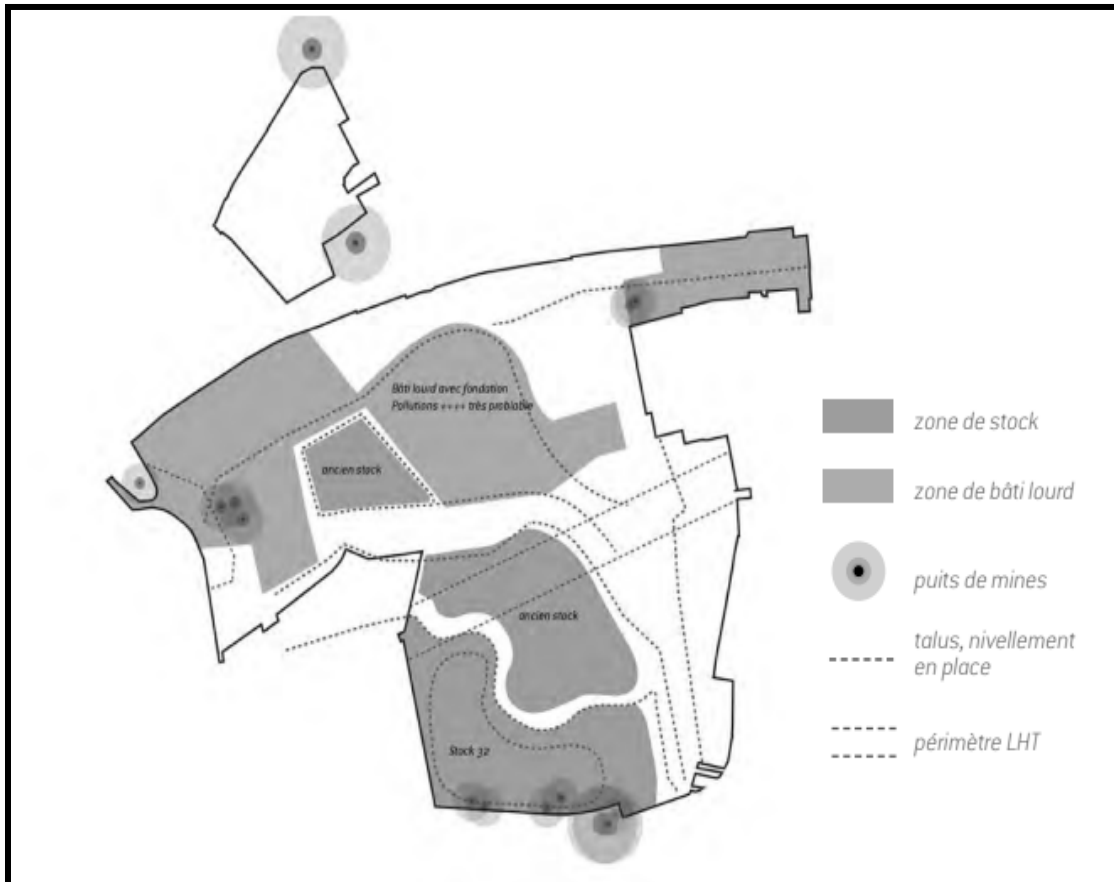 Bâti lourd avec fondation
Pollutions ++++ très problable
ancien stock
ancien stock
Stock 32
zone de stock
zone de bâti lourd
puits de mines
talus, nivellement
en place
périmètre LHT